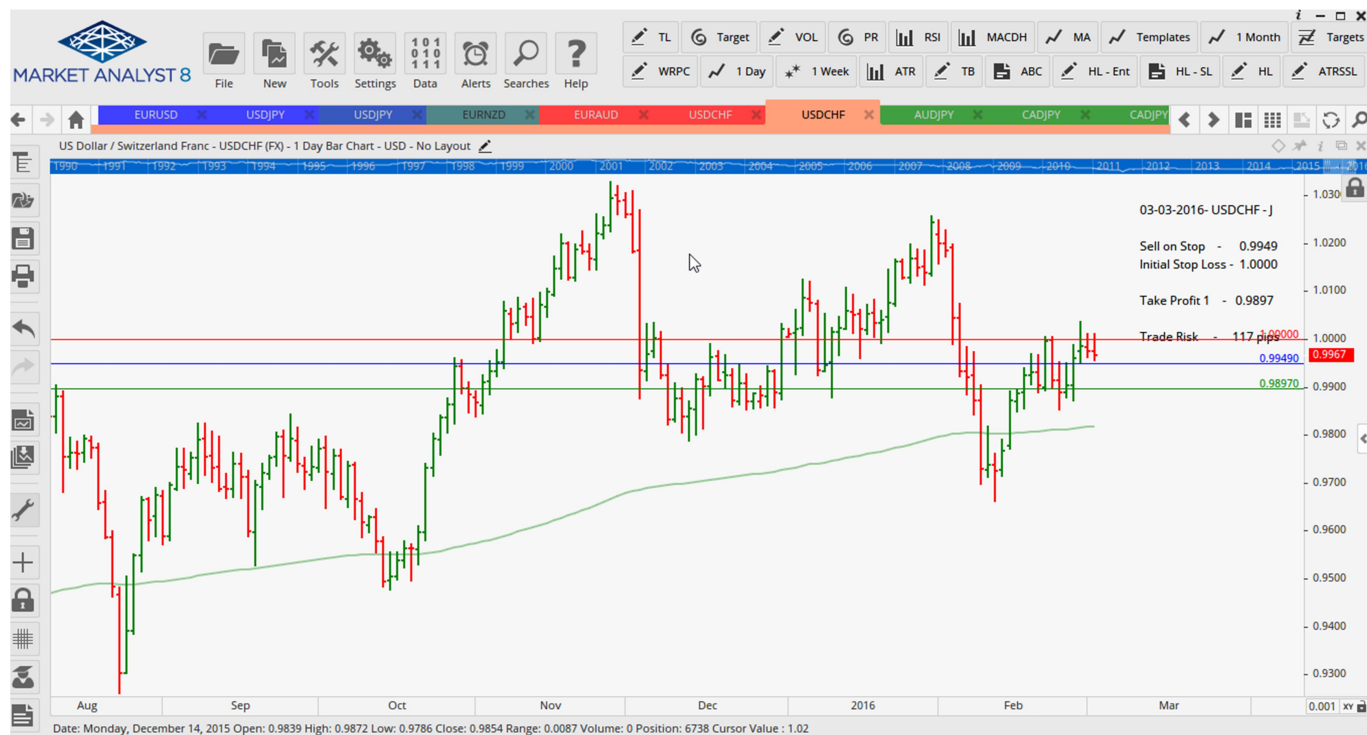 MARKET ANALYST 8
File
New
Tools
Settings
101
010
111
Data
Alerts
Searches
?
Help
TL
Target
VOL
PR
RSI
MACDH
MA
Templates
1 Month
Targets
WRPC
1 Day
1 Week
ATR
TB
ABC
HL - Ent
HL - SL
HL
ATRSSL
EURUSD
USDJPY
USDJPY
EURNZD
EURAUD
USDCHF
USDCHF
AUDJPY
CADJPY
CADJPY
US Dollar / Switzerland Franc - USDCHF (FX) - 1 Day Bar Chart - USD - No Layout
1990 1991 1992 1993 1994 1995 1996 1997 1998 1999 2000 2001 2002 2003 2004 2005 2006 2007 2008 2009 2010 2011 2012 2013 2014 2015 2016
03-03-2016- USDCHF - J
Sell on Stop - 0.9949
Initial Stop Loss - 1.0000
Take Profit 1 - 0.9897
Trade Risk - 117 pips
1.00000
0.99490
0.98970
1.0300
1.0200
1.0100
1.0000
0.9967
0.9900
0.9800
0.9700
0.9600
0.9500
0.9400
0.9300
Aug Sep Oct Nov Dec 2016 Feb Mar
0.001 XY
Date: Monday, December 14, 2015 Open: 0.9839 High: 0.9872 Low: 0.9786 Close: 0.9854 Range: 0.0087 Volume: 0 Position: 6738 Cursor Value : 1.02